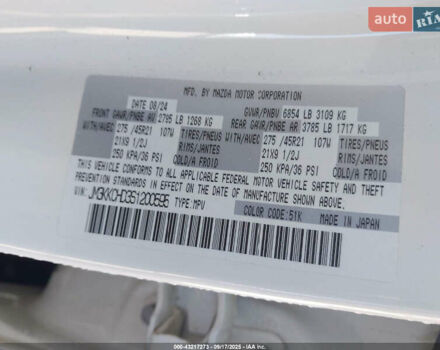 auto RIA
MFD. BY MAZDA MOTOR CORPORATION
DATE 08/24 GVWR/PNBV 6854 LB 3109 KG
FRONT GAWR/PNBE AV 2795 LB 1268 KG REAR GAWR/PNBE AR 3785 LB 1717 KG
WITH/AVEC 275 /45R21 107W TIRES/PNEUS WITH/AVEC 275 /45R21 107W TIRES/PNEUS
21X9 1/2J RIMS/JANTES 21X9 1/2J RIMS/JANTES
250 KPA/36 PSI COLD/A FROID 250 KPA/36 PSI COLD/A FROID
THIS VEHICLE CONFORMS TO ALL APPLICABLE FEDERAL MOTOR VEHICLE SAFETY AND THEFT
PREVENTION STANDARDS IN EFFECT ON THE DATE OF MANUFACTURE SHOWN ABOVE.
VIN: TYPE:MPV COLOR CODE:51K MADE IN JAPAN
000-43217273 - 09/17/2025 - IAA, Inc.